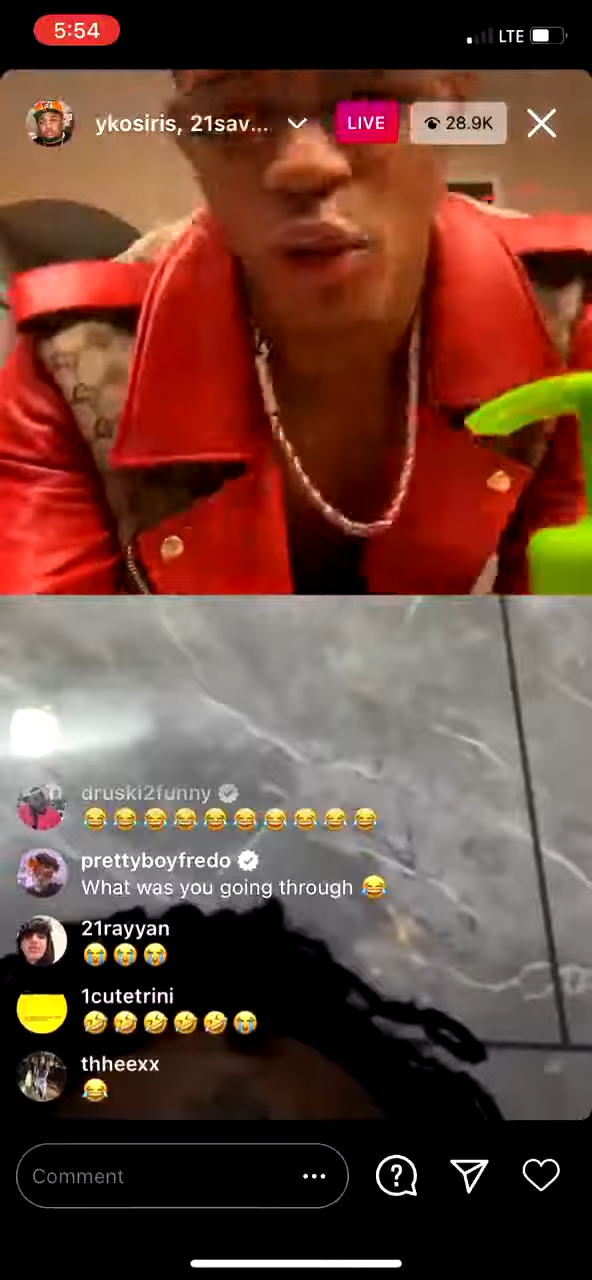 5:54
LTE
ykosiris, 21sav...
LIVE
28.9K
druski2funny
😂😂😂😂😂😂😂😂😂😂
prettyboyfredo
What was you going through 😂
21rayyan
😭😭😭
1cutetrini
🤣🤣🤣🤣🤣😭
thheexx
😂
Comment